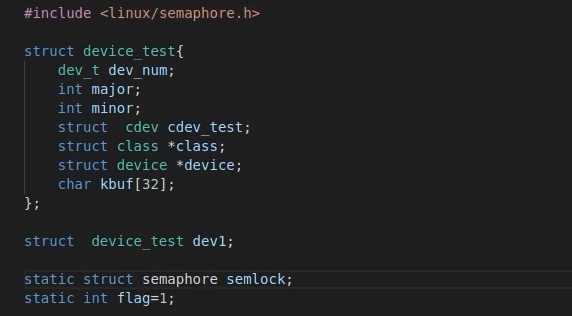 #include <linux/semaphore.h>
struct device_test{
    dev_t dev_num;
    int major;
    int minor;
    struct  cdev cdev_test;
    struct class *class;
    struct device *device;
    char kbuf[32];
};
struct  device_test dev1;
static struct semaphore semlock;
static int flag=1;